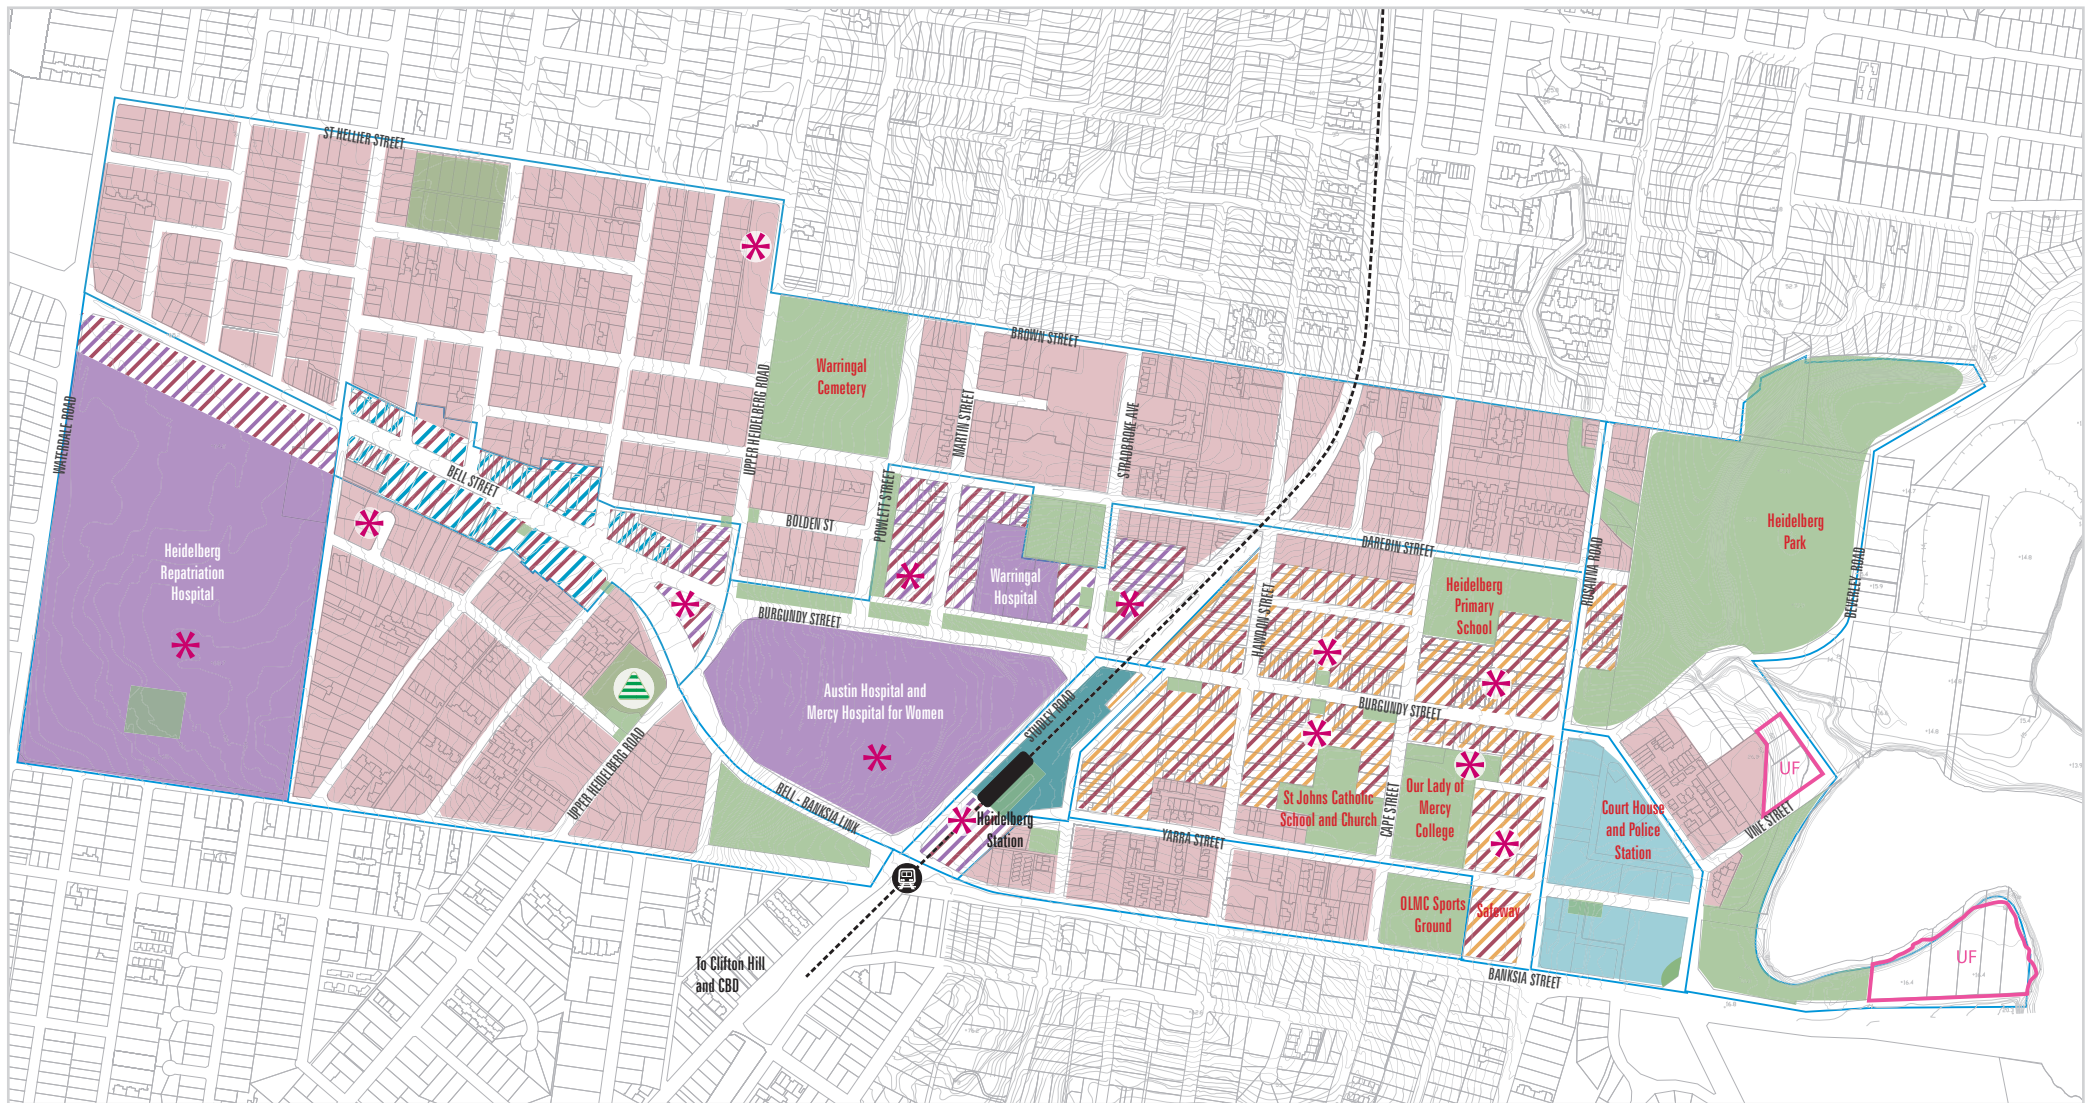 ST HELLIER STREET
BROWN STREET
Warringal
Cemetery
UPPER HEIDELBERG ROAD
MARTIN STREET
STRADBROKE AVE
WATERDALE ROAD
BELL STREET
POWLETT STREET
BOLDEN ST
DAREBIN STREET
Heidelberg
Park
ROSANNA ROAD
BEVERLEY ROAD
Heidelberg
Repatriation
Hospital
Warringal
Hospital
Heidelberg
Primary
School
HAWDON STREET
BURGUNDY STREET
Austin Hospital and
Mercy Hospital for Women
STUDLEY ROAD
BURGUNDY STREET
UPPER HEIDELBERG ROAD
BELL - BANKSIA LINK
Heidelberg
Station
YARRA STREET
St Johns Catholic
School and Church
CAPE STREET
Our Lady of
Mercy
College
Court House
and Police
Station
UF
VINE STREET
OLMC Sports
Ground
Safeway
To Clifton Hill
and CBD
BANKSIA STREET
UF